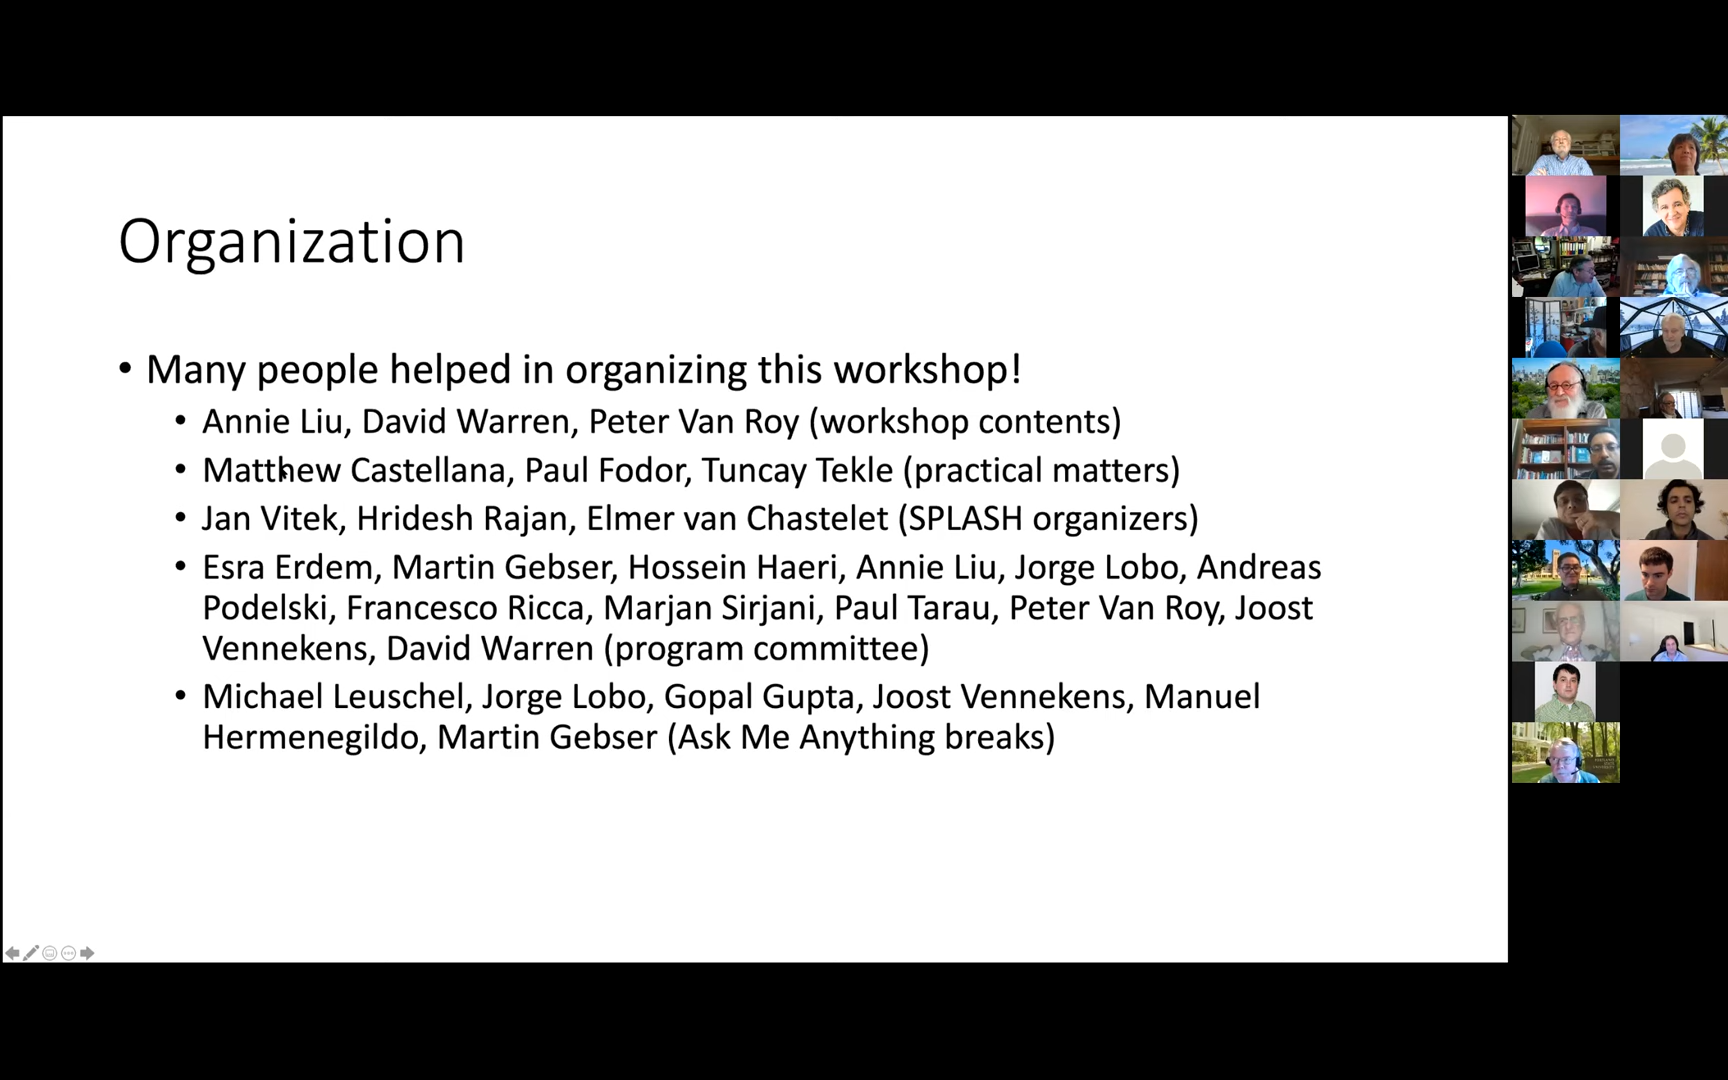 Organization
• Many people helped in organizing this workshop!
• Annie Liu, David Warren, Peter Van Roy (workshop contents)
• Matthew Castellana, Paul Fodor, Tuncay Tekle (practical matters)
• Jan Vitek, Hridesh Rajan, Elmer van Chastelet (SPLASH organizers)
• Esra Erdem, Martin Gebser, Hossein Haeri, Annie Liu, Jorge Lobo, Andreas
Podelski, Francesco Ricca, Marjan Sirjani, Paul Tarau, Peter Van Roy, Joost
Vennekens, David Warren (program committee)
• Michael Leuschel, Jorge Lobo, Gopal Gupta, Joost Vennekens, Manuel
Hermenegildo, Martin Gebser (Ask Me Anything breaks)